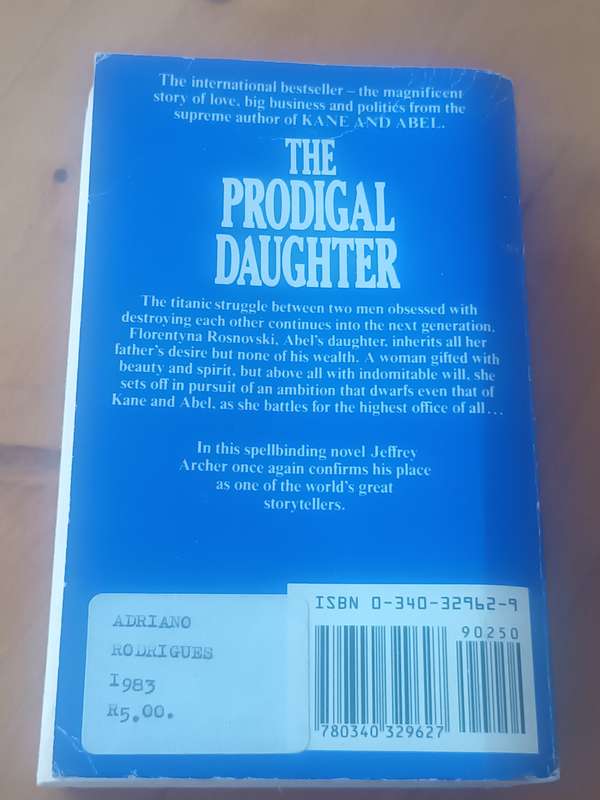 The international bestseller – the magnificent
story of love, big business and politics from the
supreme author of KANE AND ABEL.
THE
PRODIGAL
DAUGHTER
The titanic struggle between two men obsessed with
destroying each other continues into the next generation.
Florentyna Rosnovski, Abel's daughter, inherits all her
father's desire but none of his wealth. A woman gifted with
beauty and spirit, but above all with indomitable will, she
sets off in pursuit of an ambition that dwarfs even that of
Kane and Abel, as she battles for the highest office of all...
In this spellbinding novel Jeffrey
Archer once again confirms his place
as one of the world's great
storytellers.
ADRIANO
RODRIGUES
1983
R5.00.
ISBN 0-340-32962-9
90250
780340 329627